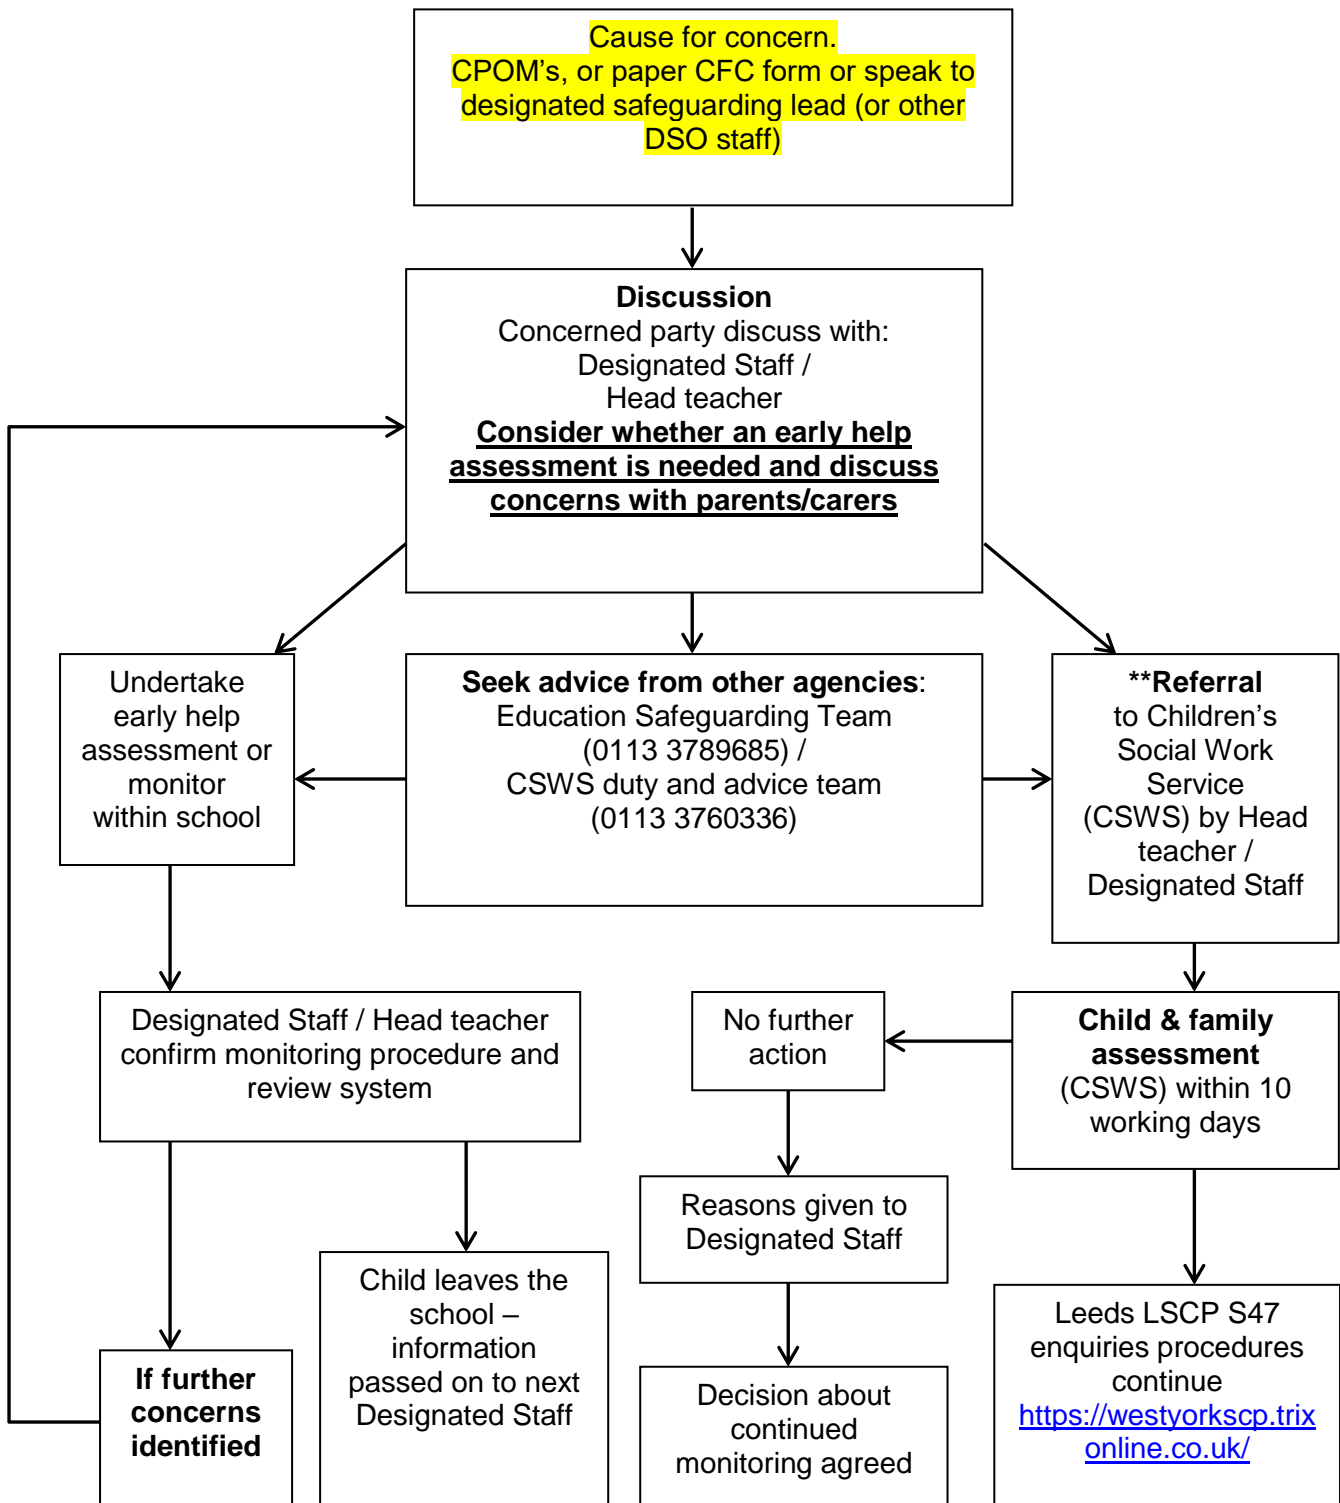 Cause for concern.
CPOM's, or paper CFC form or speak to
designated safeguarding lead (or other
DSO staff)
Discussion
Concerned party discuss with:
Designated Staff /
Head teacher
Consider whether an early help
assessment is needed and discuss
concerns with parents/carers
Undertake
early help
assessment or
monitor
within school
Seek advice from other agencies:
Education Safeguarding Team
(0113 3789685) /
CSWS duty and advice team
(0113 3760336)
**Referral
to Children's
Social Work
Service
(CSWS) by Head
teacher /
Designated Staff
Designated Staff / Head teacher
confirm monitoring procedure and
review system
No further
action
Child & family
assessment
(CSWS) within 10
working days
Reasons given to
Designated Staff
If further
concerns
identified
Child leaves the
school –
information
passed on to next
Designated Staff
Decision about
continued
monitoring agreed
Leeds LSCP S47
enquiries procedures
continue
https://westyorkscp.trix
online.co.uk/